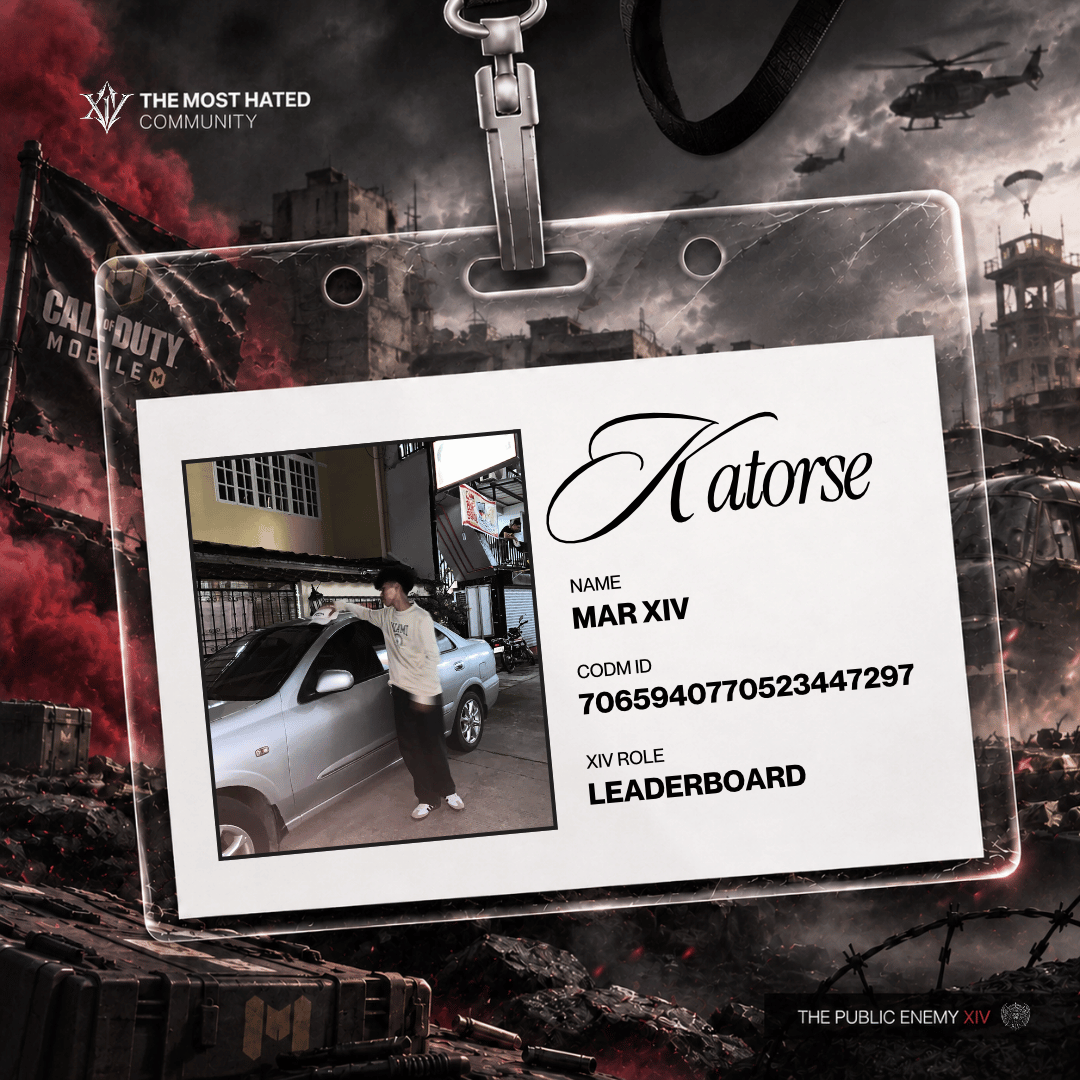 XIV THE MOST HATED
COMMUNITY
CALL OF DUTY
MOBILE
Katorse
NAME
MAR XIV
CODM ID
7065940770523447297
XIV ROLE
LEADERBOARD
THE PUBLIC ENEMY XIV